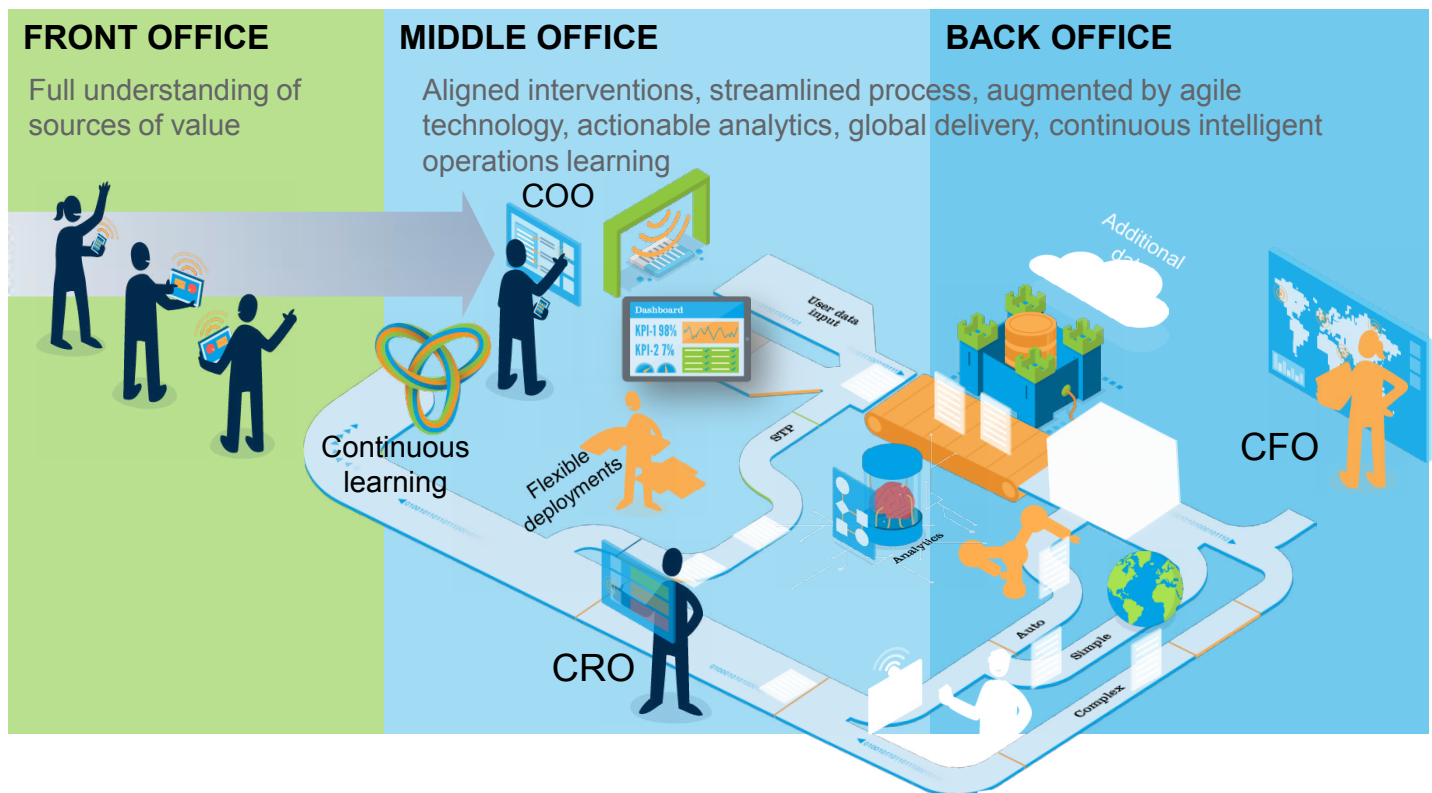 FRONT OFFICE
Full understanding of
sources of value
MIDDLE OFFICE
BACK OFFICE
Aligned interventions, streamlined process, augmented by agile
technology, actionable analytics, global delivery, continuous intelligent
operations learning
COO
Additional
User data
input
Dashboard
KPI-1 98%
KPI-2 7%
CFO
Continuous
learning
STP
Flexible
deployments
Analytics
CRO
Auto
Simple
Complex